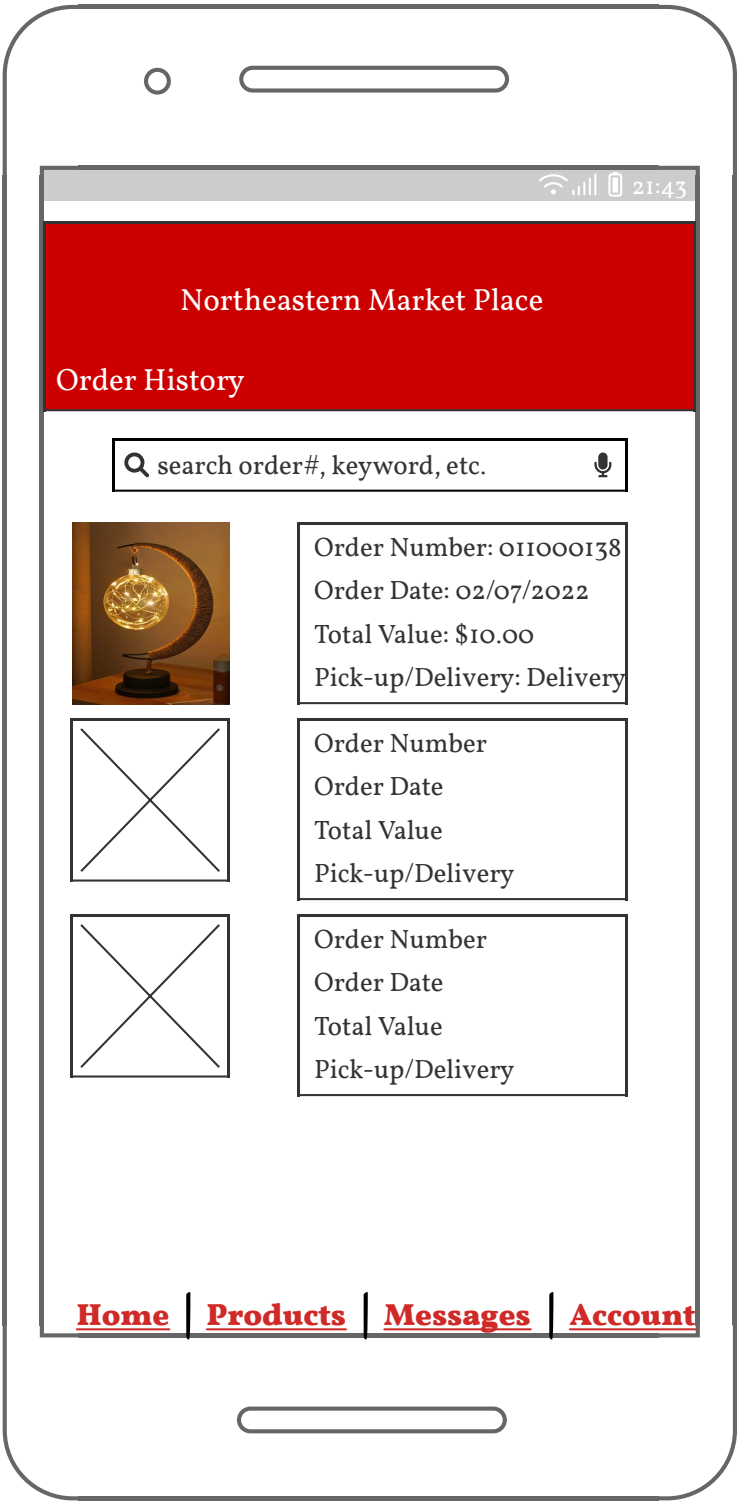 21:43
Northeastern Market Place
Order History
search order#, keyword, etc.
Order Number: 011000138
Order Date: 02/07/2022
Total Value: $10.00
Pick-up/Delivery: Delivery
Order Number
Order Date
Total Value
Pick-up/Delivery
Order Number
Order Date
Total Value
Pick-up/Delivery
Home | Products | Messages | Account